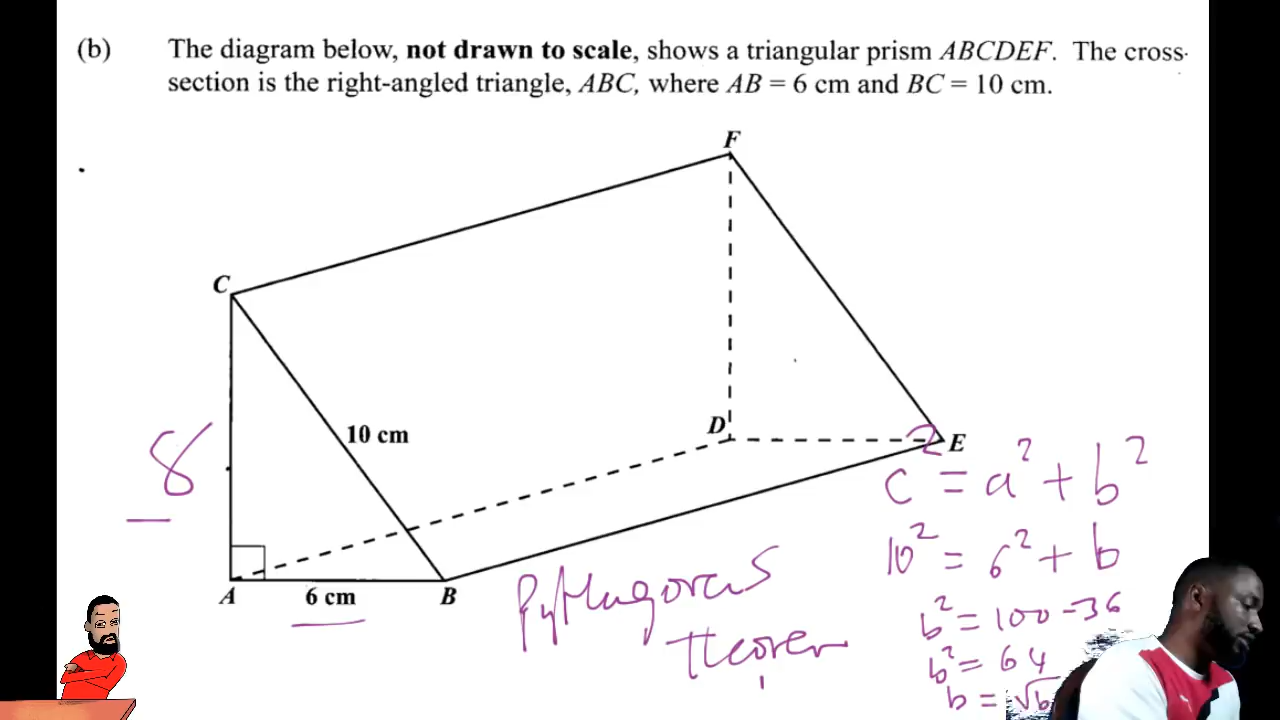 (b) The diagram below, not drawn to scale, shows a triangular prism ABCDEF. The cross-
section is the right-angled triangle, ABC, where AB = 6 cm and BC = 10 cm.
F
C
8
10 cm
D
E
A
6 cm
B
Pythagoras
c² = a² + b²
10² = 6² + b
b² = 100 - 36
b² = 64
b = √